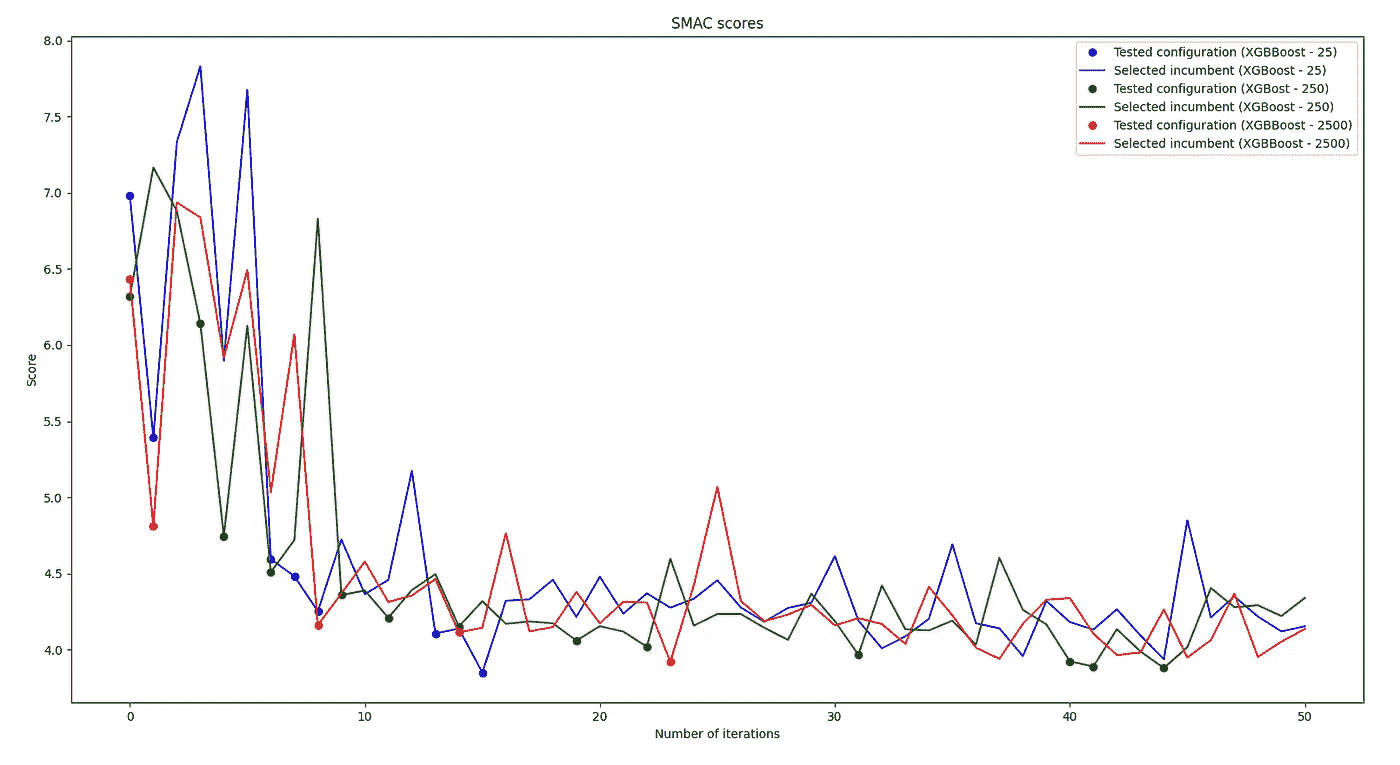 SMAC scores
8.0
7.5
7.0
6.5
6.0
5.5
5.0
4.5
4.0
Score
0 10 20 30 40 50
Number of iterations
Tested configuration (XGBBoost - 25)
Selected incumbent (XGBoost - 25)
Tested configuration (XGBost - 250)
Selected incumbent (XGBoost - 250)
Tested configuration (XGBBoost - 2500)
Selected incumbent (XGBBoost - 2500)